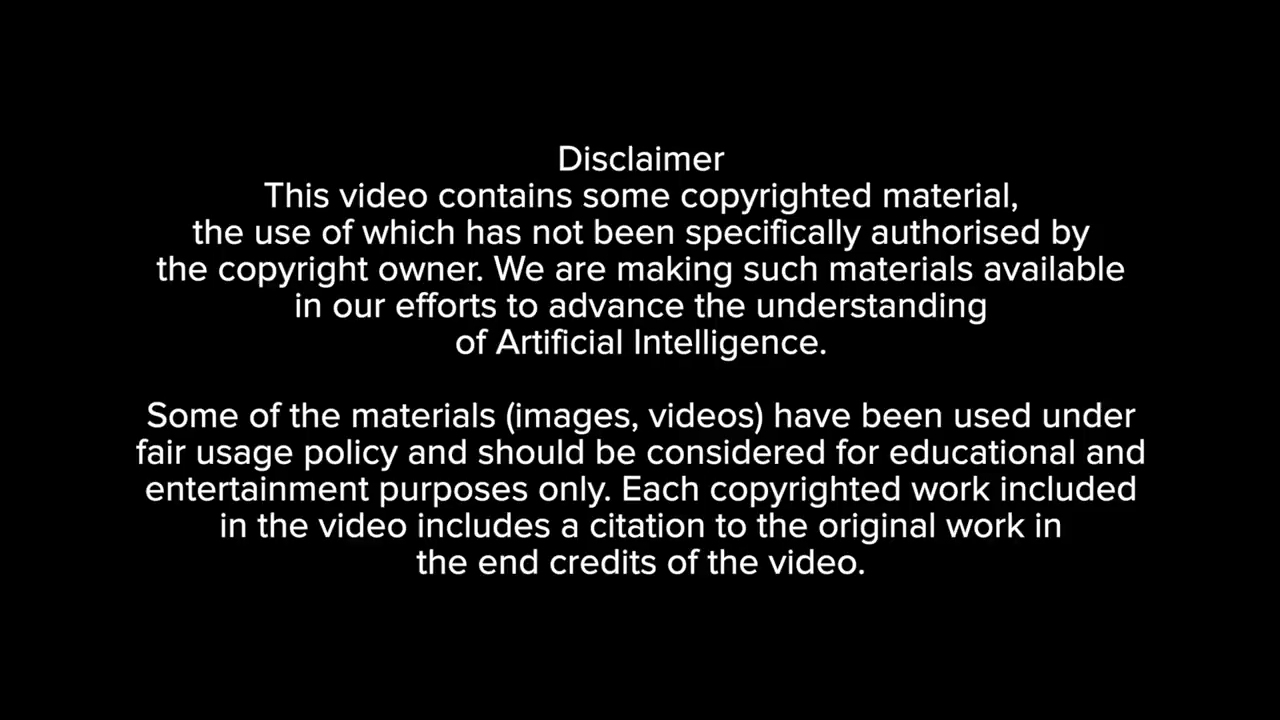 Disclaimer
This video contains some copyrighted material,
the use of which has not been specifically authorised by
the copyright owner. We are making such materials available
in our efforts to advance the understanding
of Artificial Intelligence.
Some of the materials (images, videos) have been used under
fair usage policy and should be considered for educational and
entertainment purposes only. Each copyrighted work included
in the video includes a citation to the original work in
the end credits of the video.